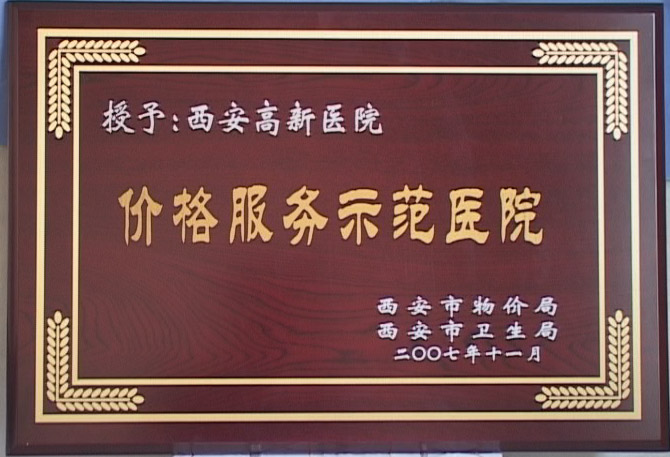 授予:西安高新医院
价格服务示范医院
西安市物价局
西安市卫生局
二〇〇七年十一月